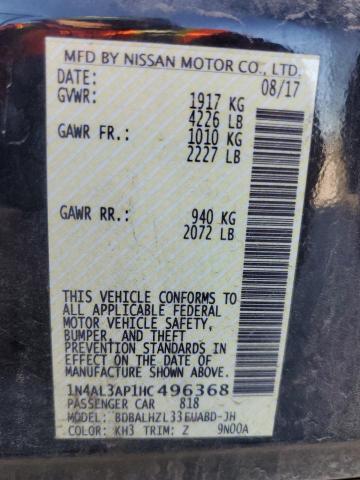 MFD BY NISSAN MOTOR CO., LTD.
DATE: 08/17
GVWR: 1917 KG
4226 LB
GAWR FR: 1010 KG
2227 LB
GAWR RR: 940 KG
2072 LB
THIS VEHICLE CONFORMS TO ALL
APPLICABLE FEDERAL
MOTOR VEHICLE SAFETY,
BUMPER, AND THEFT
PREVENTION STANDARDS IN
EFFECT ON THE DATE OF
MANUFACTURE SHOWN ABOVE.
1N4AL3AP1HC496368
PASSENGER CAR 818
MODEL: BDBALHZL33EUABD-JH
COLOR: KH3 TRIM: Z 9N00A